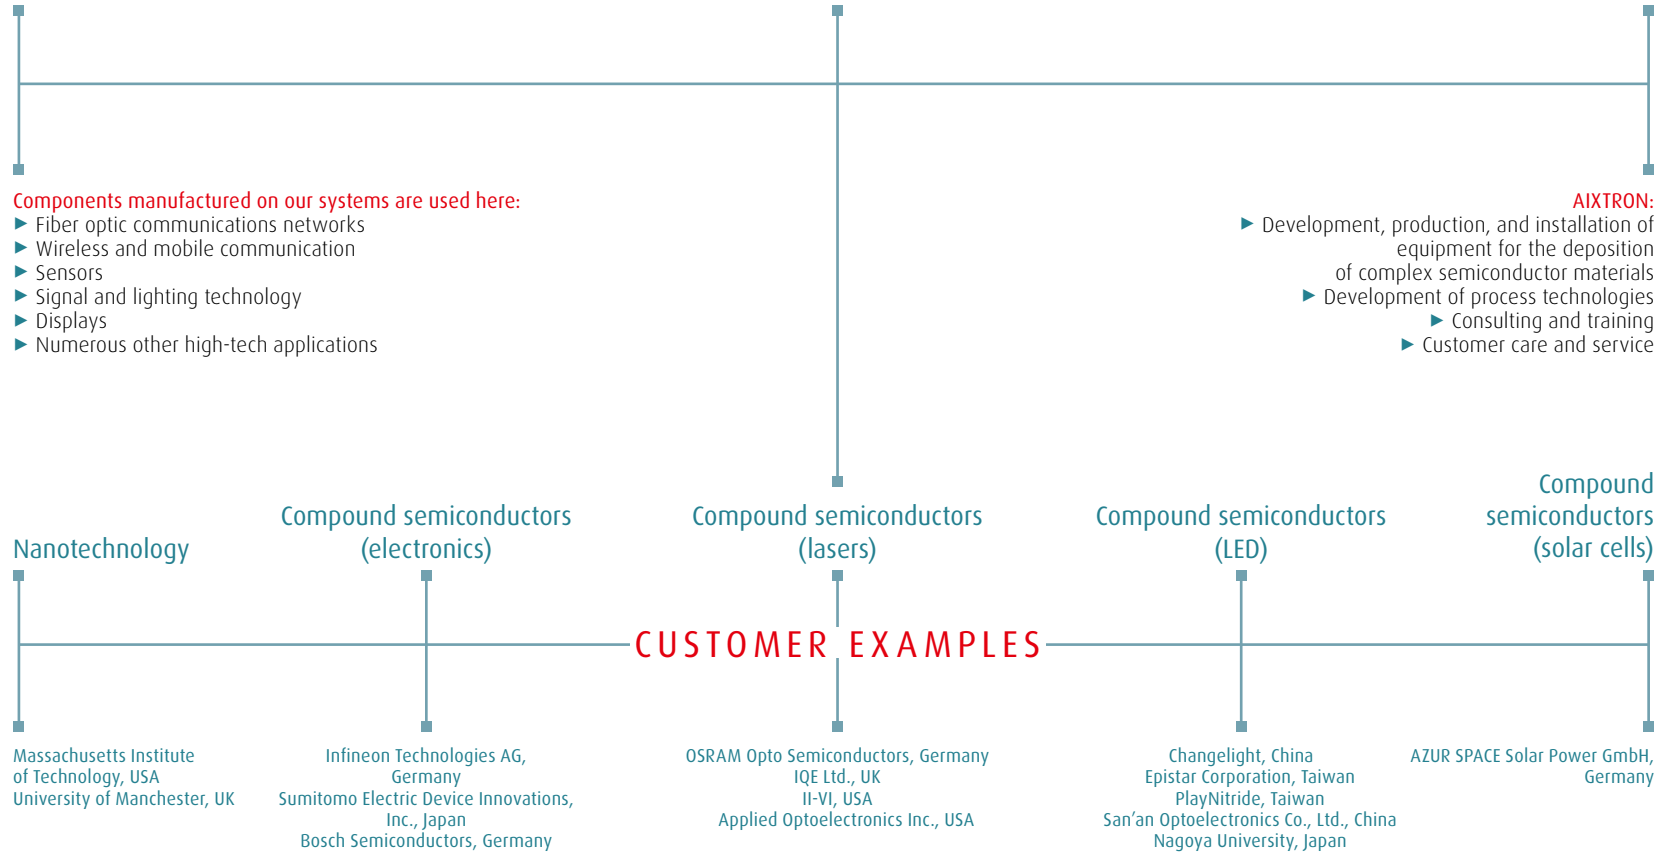 Components manufactured on our systems are used here:
► Fiber optic communications networks
► Wireless and mobile communication
► Sensors
► Signal and lighting technology
► Displays
► Numerous other high-tech applications
AIXTRON:
► Development, production, and installation of
equipment for the deposition
of complex semiconductor materials
► Development of process technologies
► Consulting and training
► Customer care and service
Nanotechnology
Compound semiconductors
(electronics)
Compound semiconductors
(lasers)
Compound semiconductors
(LED)
Compound
semiconductors
(solar cells)
CUSTOMER EXAMPLES
Massachusetts Institute
of Technology, USA
University of Manchester, UK
Infineon Technologies AG,
Germany
Sumitomo Electric Device Innovations,
Inc., Japan
Bosch Semiconductors, Germany
OSRAM Opto Semiconductors, Germany
IQE Ltd., UK
II-VI, USA
Applied Optoelectronics Inc., USA
Changelight, China
Epistar Corporation, Taiwan
PlayNitride, Taiwan
San’an Optoelectronics Co., Ltd., China
Nagoya University, Japan
AZUR SPACE Solar Power GmbH,
Germany